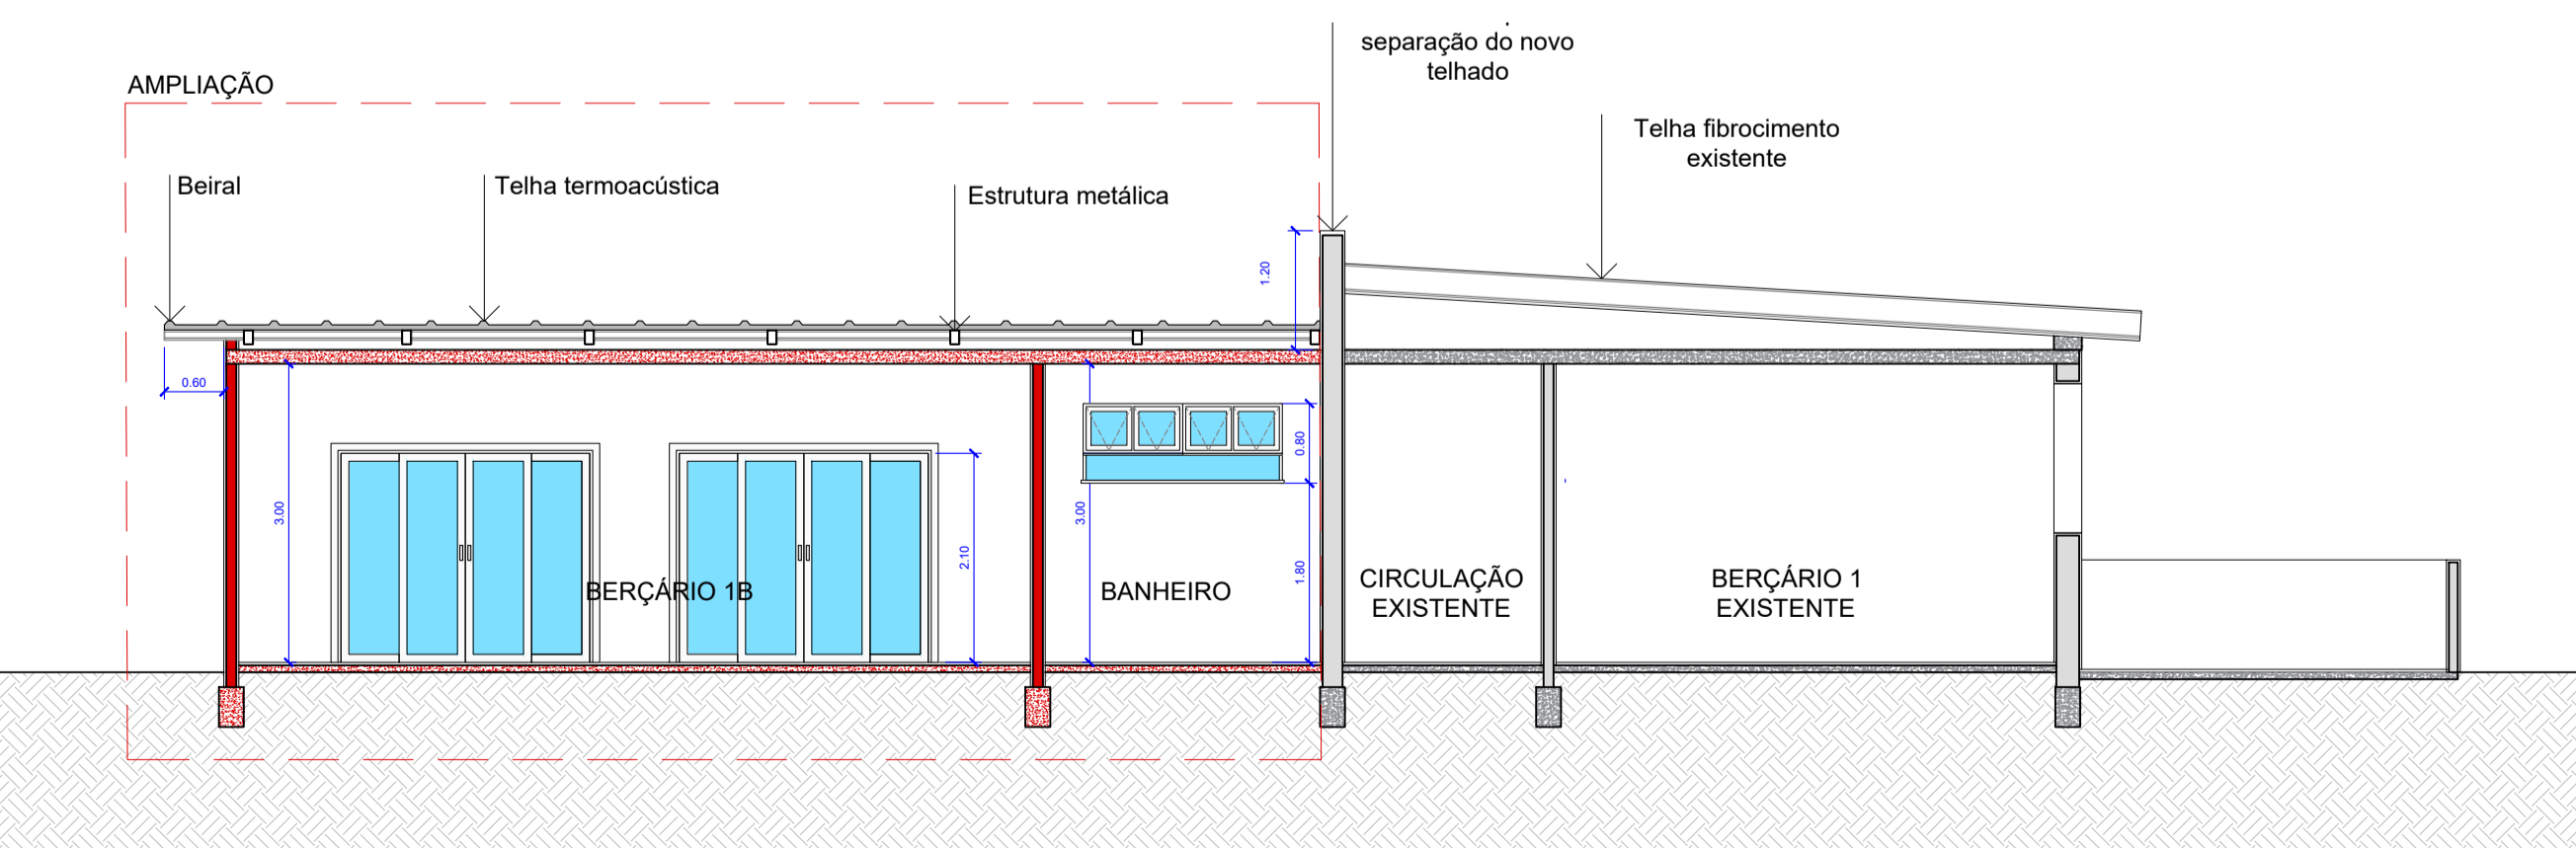 separação do novo
telhado
AMPLIAÇÃO
Telha fibrocimento
existente
Beiral
Telha termoacústica
Estrutura metálica
1.20
0.60
3.00
3.00
0.80
2.10
1.80
BERÇÁRIO 1B
BANHEIRO
CIRCULAÇÃO
EXISTENTE
BERÇÁRIO 1
EXISTENTE